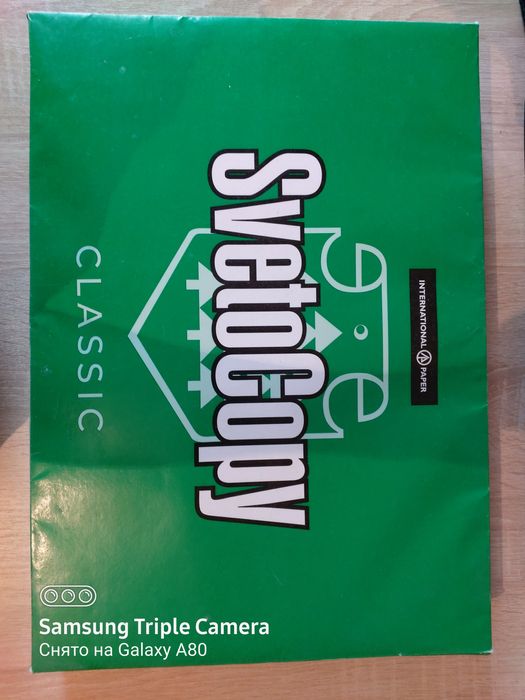 INTERNATIONAL PAPER
SvetoCopy
CLASSIC
Samsung Triple Camera
Снято на Galaxy A80